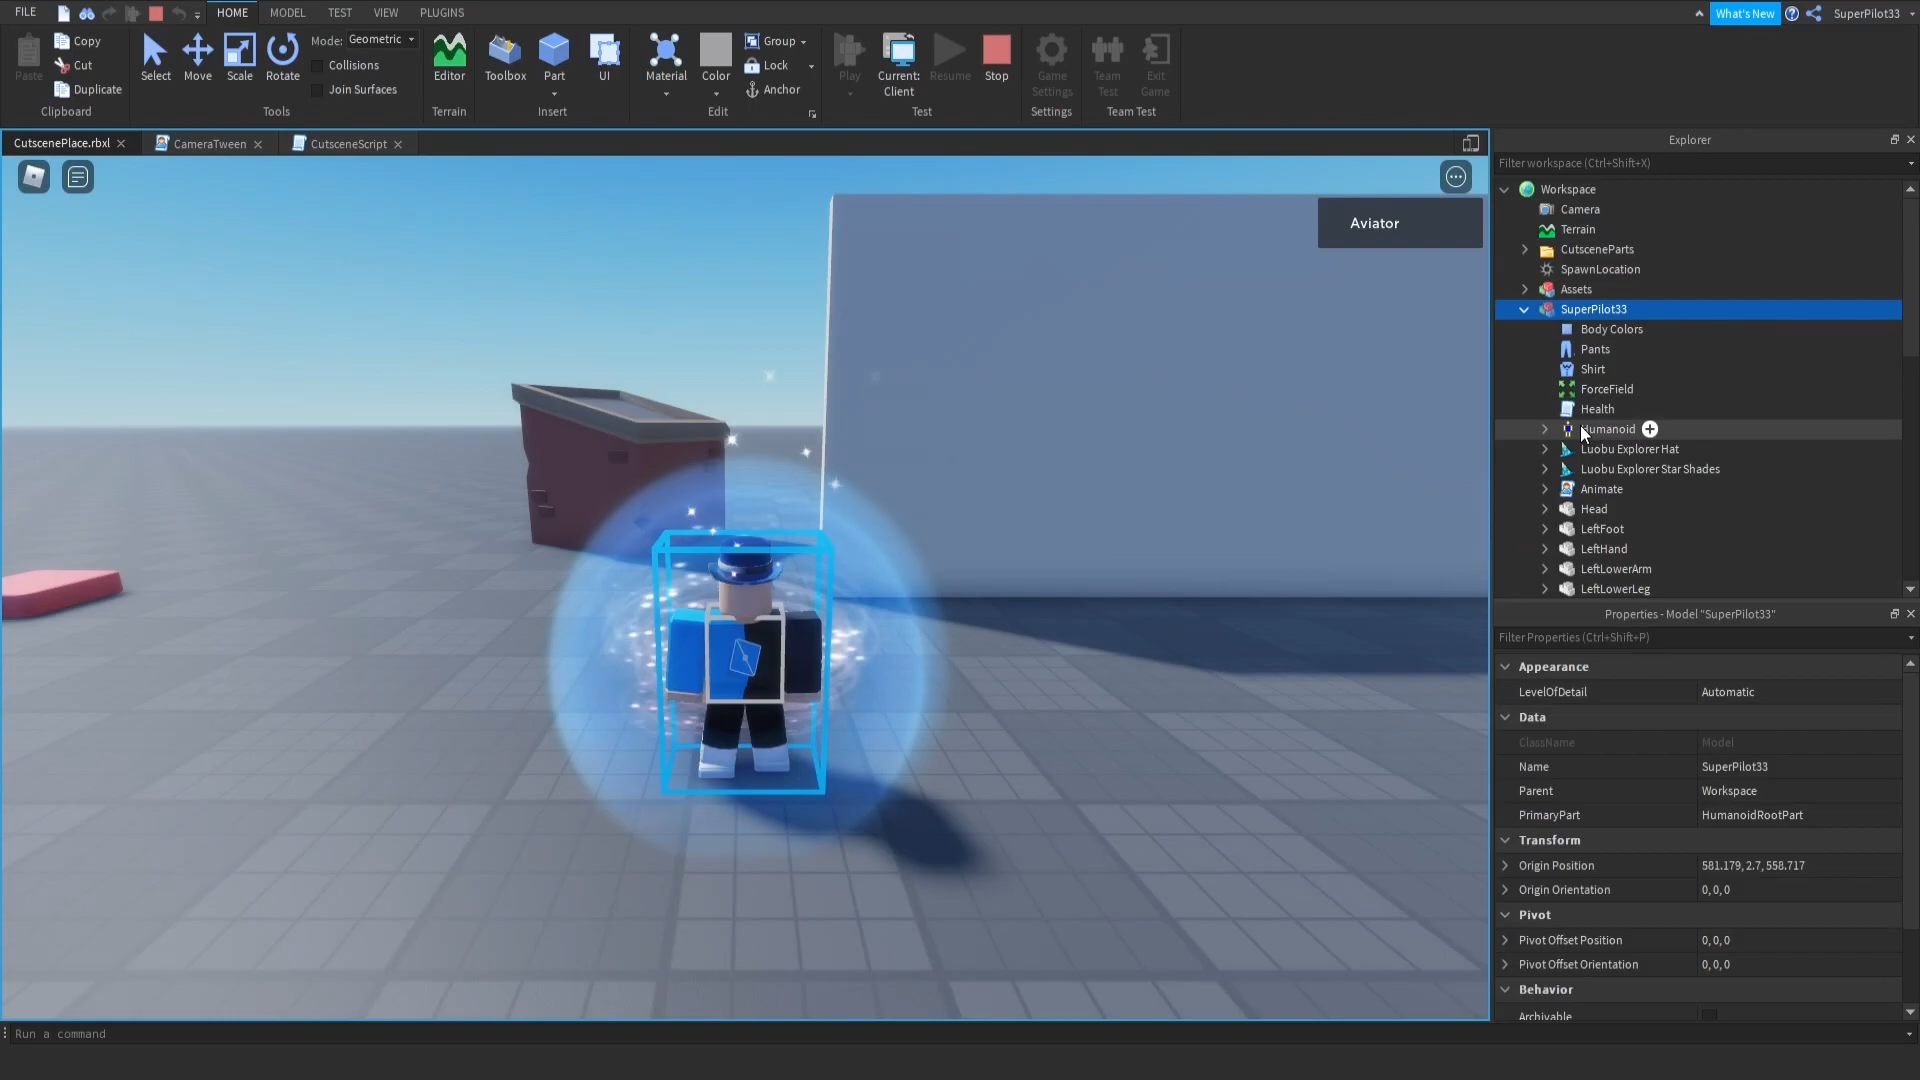 FILE
HOME
MODEL
TEST
VIEW
PLUGINS
What's New
SuperPilot33
Paste
Copy
Cut
Duplicate
Clipboard
Select
Move
Scale
Rotate
Mode: Geometric
Collisions
Join Surfaces
Tools
Editor
Terrain
Toolbox
Part
UI
Insert
Material
Color
Group
Lock
Anchor
Edit
Play
Current:
Client
Resume
Stop
Test
Game
Settings
Settings
Team
Test
Exit
Game
Team Test
CutscenePlace.rbxl
CameraTween
CutsceneScript
Aviator
Explorer
Filter workspace (Ctrl+Shift+X)
Workspace
Camera
Terrain
CutsceneParts
SpawnLocation
Assets
SuperPilot33
Body Colors
Pants
Shirt
ForceField
Health
Humanoid
Luobu Explorer Hat
Luobu Explorer Star Shades
Animate
Head
LeftFoot
LeftHand
LeftLowerArm
LeftLowerLeg
Properties - Model "SuperPilot33"
Filter Properties (Ctrl+Shift+P)
Appearance
LevelOfDetail Automatic
Data
ClassName Model
Name SuperPilot33
Parent Workspace
PrimaryPart HumanoidRootPart
Transform
Origin Position 581.179, 2.7, 558.717
Origin Orientation 0, 0, 0
Pivot
Pivot Offset Position 0, 0, 0
Pivot Offset Orientation 0, 0, 0
Behavior
Archivable
Run a command